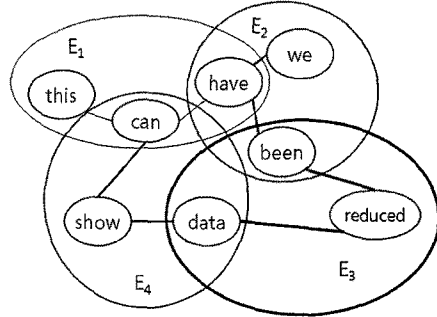 E1
E2
we
have
this
can
been
show
data
reduced
E3
E4